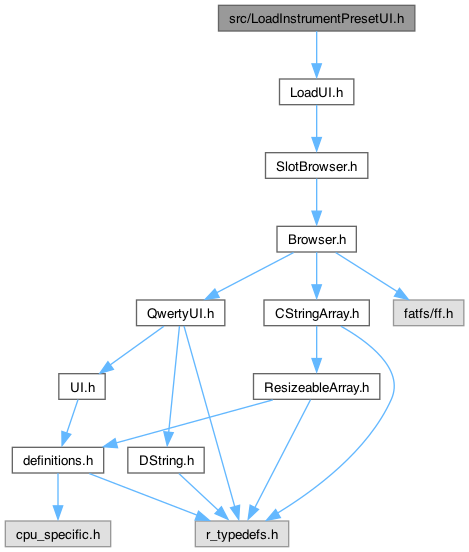 src/LoadInstrumentPresetUI.h
LoadUI.h
SlotBrowser.h
Browser.h
QwertyUI.h
CStringArray.h
fatfs/ff.h
UI.h
ResizeableArray.h
definitions.h
DString.h
cpu_specific.h
r_typedefs.h